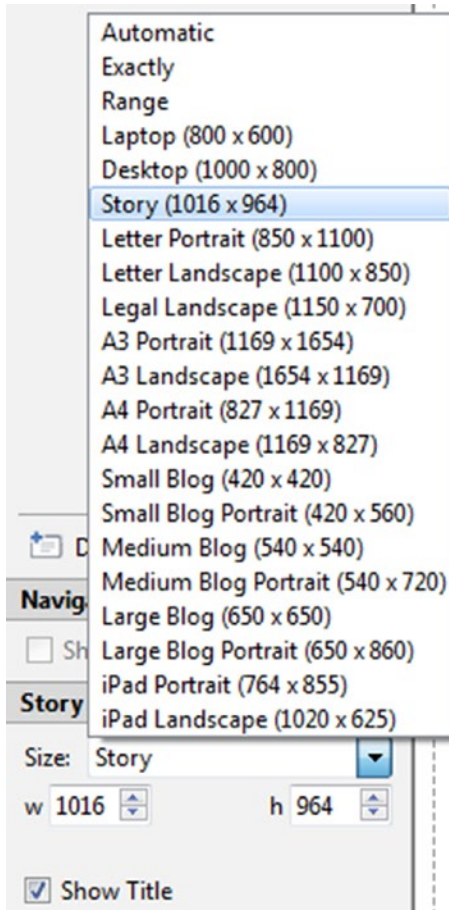 Automatic
Exactly
Range
Laptop (800 x 600)
Desktop (1000 x 800)
Story (1016 x 964)
Letter Portrait (850 x 1100)
Letter Landscape (1100 x 850)
Legal Landscape (1150 x 700)
A3 Portrait (1169 x 1654)
A3 Landscape (1654 x 1169)
A4 Portrait (827 x 1169)
A4 Landscape (1169 x 827)
Small Blog (420 x 420)
Small Blog Portrait (420 x 560)
D
Medium Blog (540 x 540)
Medium Blog Portrait (540 x 720)
Navig
Large Blog (650 x 650)
Sh
Large Blog Portrait (650 x 860)
iPad Portrait (764 x 855)
Story
iPad Landscape (1020 x 625)
Size: Story
w 1016 h 964
Show Title